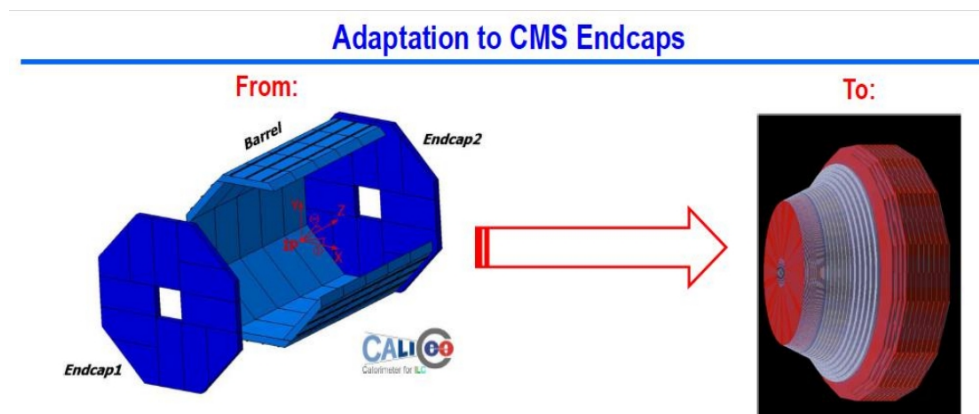 Adaptation to CMS Endcaps
From:
To:
Barrel
Endcap2
Z
X
Endcap1
CALICE
Calorimeter for ILC